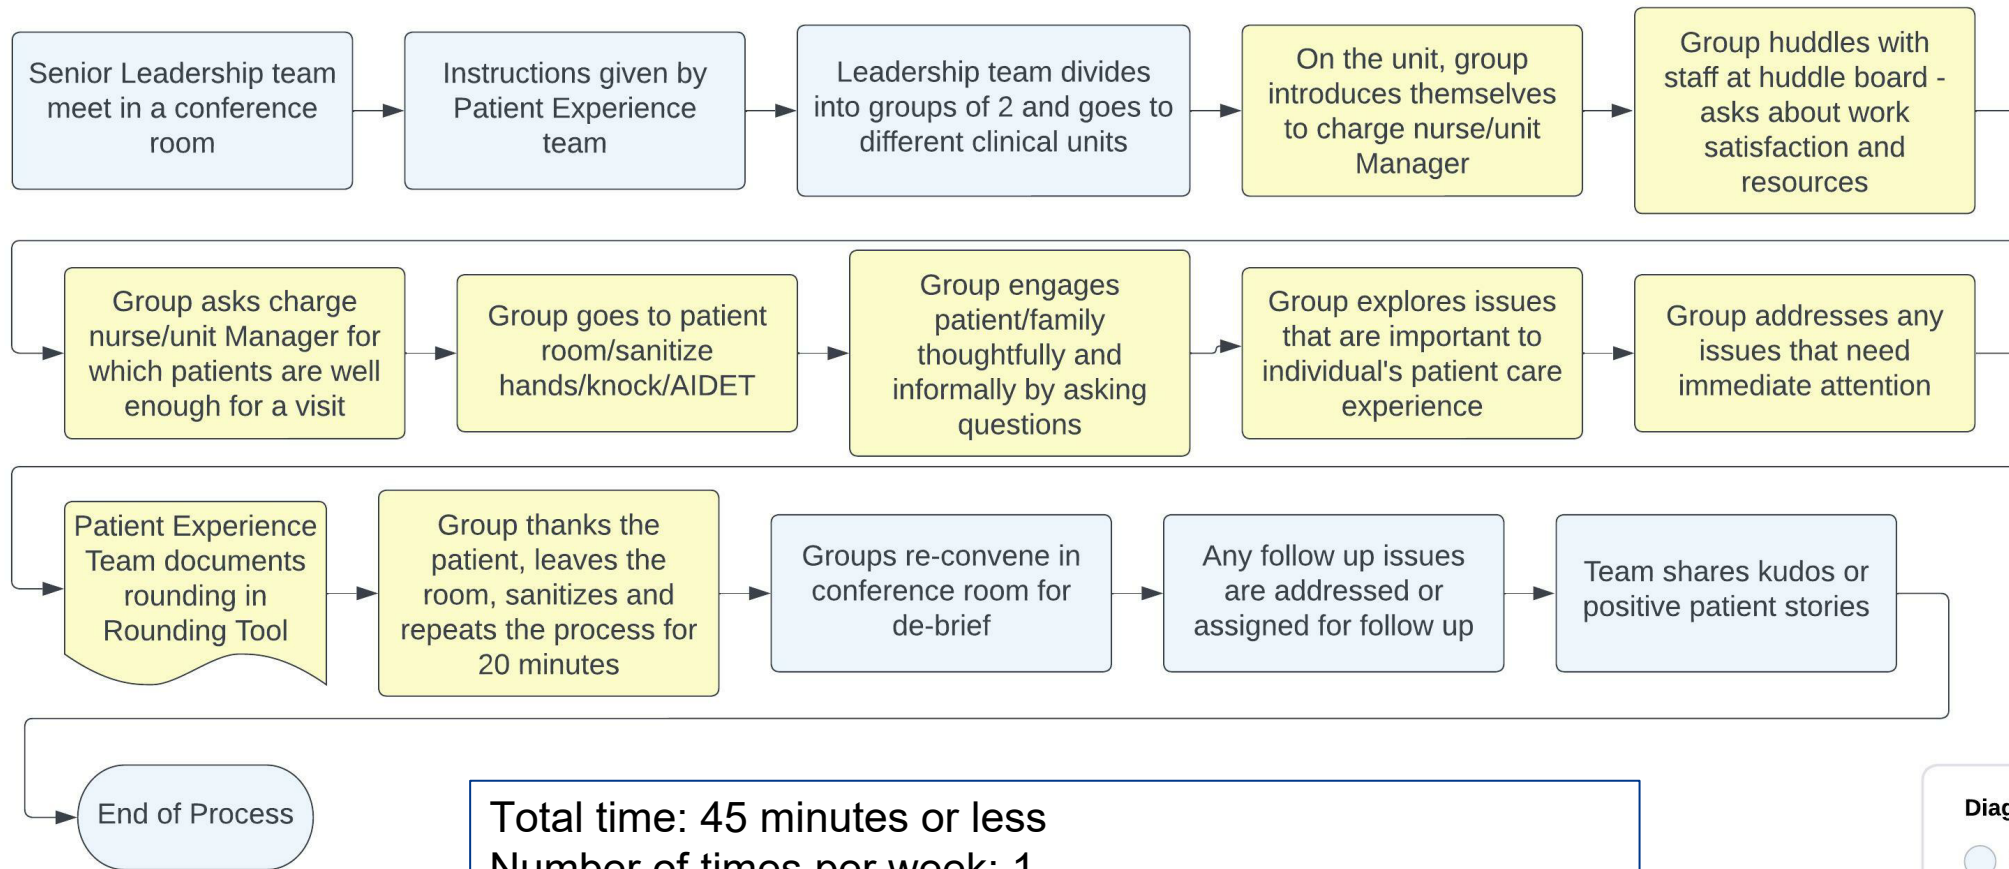 Senior Leadership team
meet in a conference
room
Instructions given by
Patient Experience
team
Leadership team divides
into groups of 2 and goes to
different clinical units
On the unit, group
introduces themselves
to charge nurse/unit
Manager
Group huddles with
staff at huddle board -
asks about work
satisfaction and
resources
Group asks charge
nurse/unit Manager for
which patients are well
enough for a visit
Group goes to patient
room/sanitize
hands/knock/AIDET
Group engages
patient/family
thoughtfully and
informally by asking
questions
Group explores issues
that are important to
individual's patient care
experience
Group addresses any
issues that need
immediate attention
Patient Experience
Team documents
rounding in
Rounding Tool
Group thanks the
patient, leaves the
room, sanitizes and
repeats the process for
20 minutes
Groups re-convene in
conference room for
de-brief
Any follow up issues
are addressed or
assigned for follow up
Team shares kudos or
positive patient stories
End of Process
Total time: 45 minutes or less
Number of times per week: 1